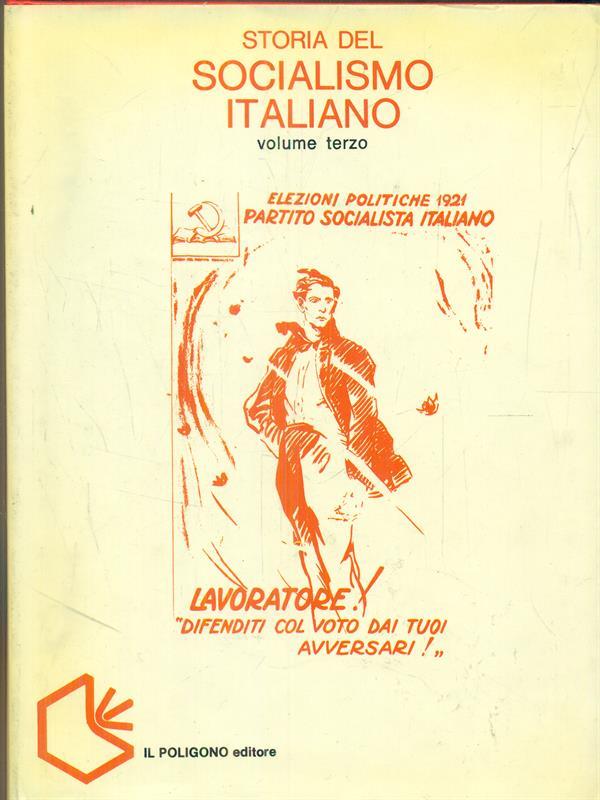 STORIA DEL
SOCIALISMO
ITALIANO
volume terzo
ELEZIONI POLITICHE 1921
PARTITO SOCIALISTA ITALIANO
LAVORATORE!
"DIFENDITI COL VOTO DAI TUOI
AVVERSARI!„
IL POLIGONO editore